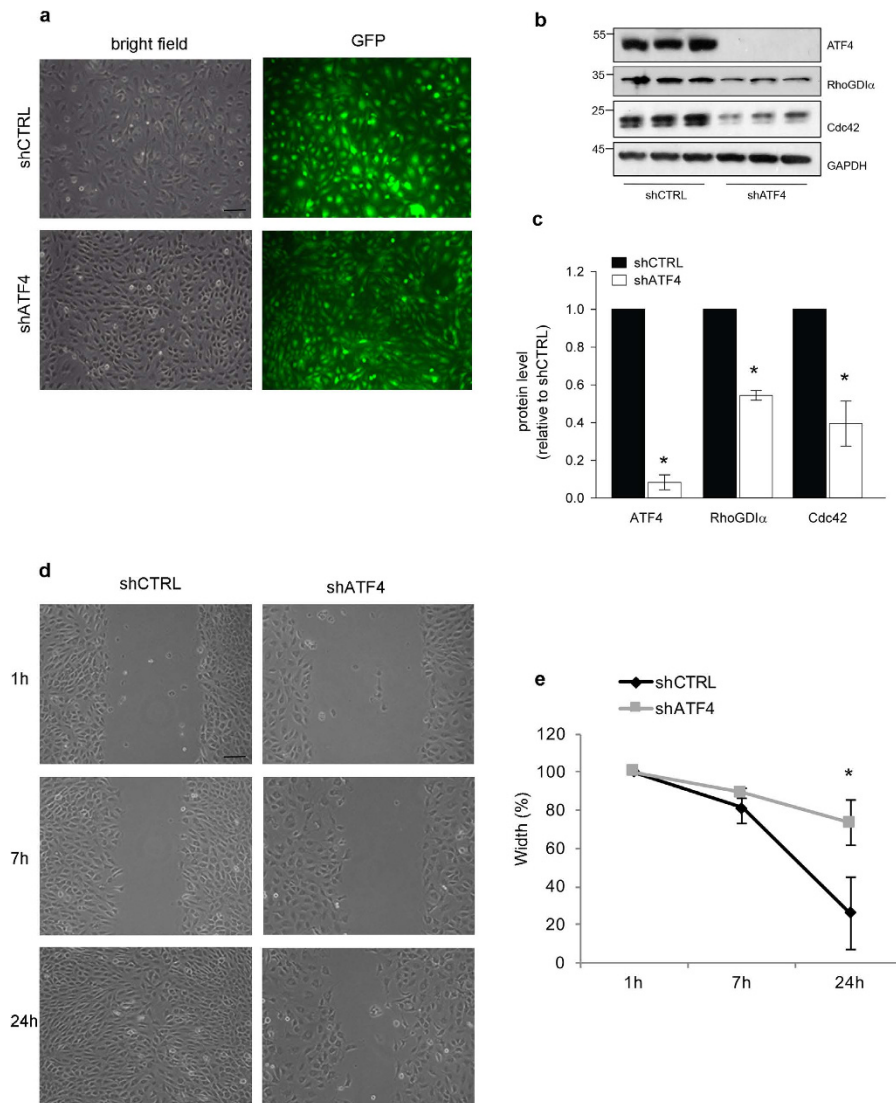 a
bright field GFP
shCTRL
shATF4
b
55
ATF4
35
RhoGDIα
25
Cdc42
45
GAPDH
shCTRL shATF4
c
shCTRL
shATF4
protein level
(relative to shCTRL)
1.2
1.0
0.8
0.6
0.4
0.2
0.0
*
*
*
ATF4 RhoGDIα Cdc42
d
shCTRL shATF4
1h
7h
24h
e
shCTRL
shATF4
Width (%)
120
100
80
60
40
20
0
*
1h 7h 24h